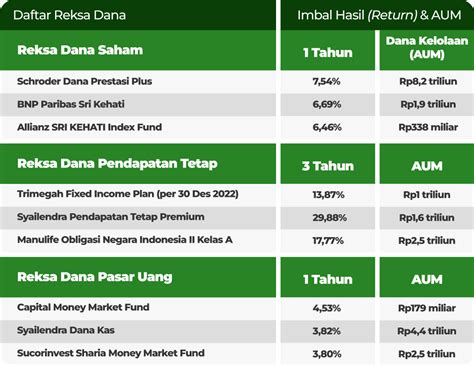 Daftar Reksa Dana Imbal Hasil (Return) & AUM
Reksa Dana Saham 1 Tahun Dana Kelolaan (AUM)
Schroder Dana Prestasi Plus 7,54% Rp8,2 triliun
BNP Paribas Sri Kehati 6,69% Rp1,9 triliun
Allianz SRI KEHATI Index Fund 6,46% Rp338 miliar
Reksa Dana Pendapatan Tetap 3 Tahun AUM
Trimegah Fixed Income Plan (per 30 Des 2022) 13,87% Rp1 triliun
Syailendra Pendapatan Tetap Premium 29,88% Rp1,6 triliun
Manulife Obligasi Negara Indonesia II Kelas A 17,77% Rp2,5 triliun
Reksa Dana Pasar Uang 1 Tahun AUM
Capital Money Market Fund 4,53% Rp179 miliar
Syailendra Dana Kas 3,82% Rp4,4 triliun
Sucorinvest Sharia Money Market Fund 3,80% Rp2,5 triliun